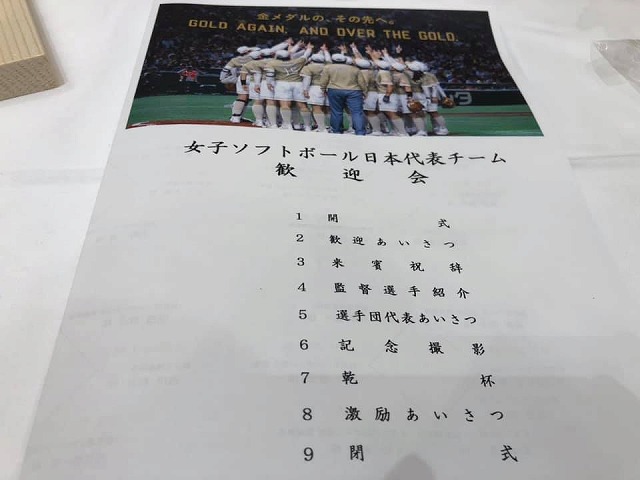 金メダルの、その先へ。
GOLD AGAIN, AND OVER THE GOLD.
女子ソフトボール日本代表チーム
歓迎会
1 開式
2 歓迎あいさつ
3 来賓祝辞
4 監督選手紹介
5 選手団代表あいさつ
6 記念撮影
7 乾杯
8 激励あいさつ
9 閉式